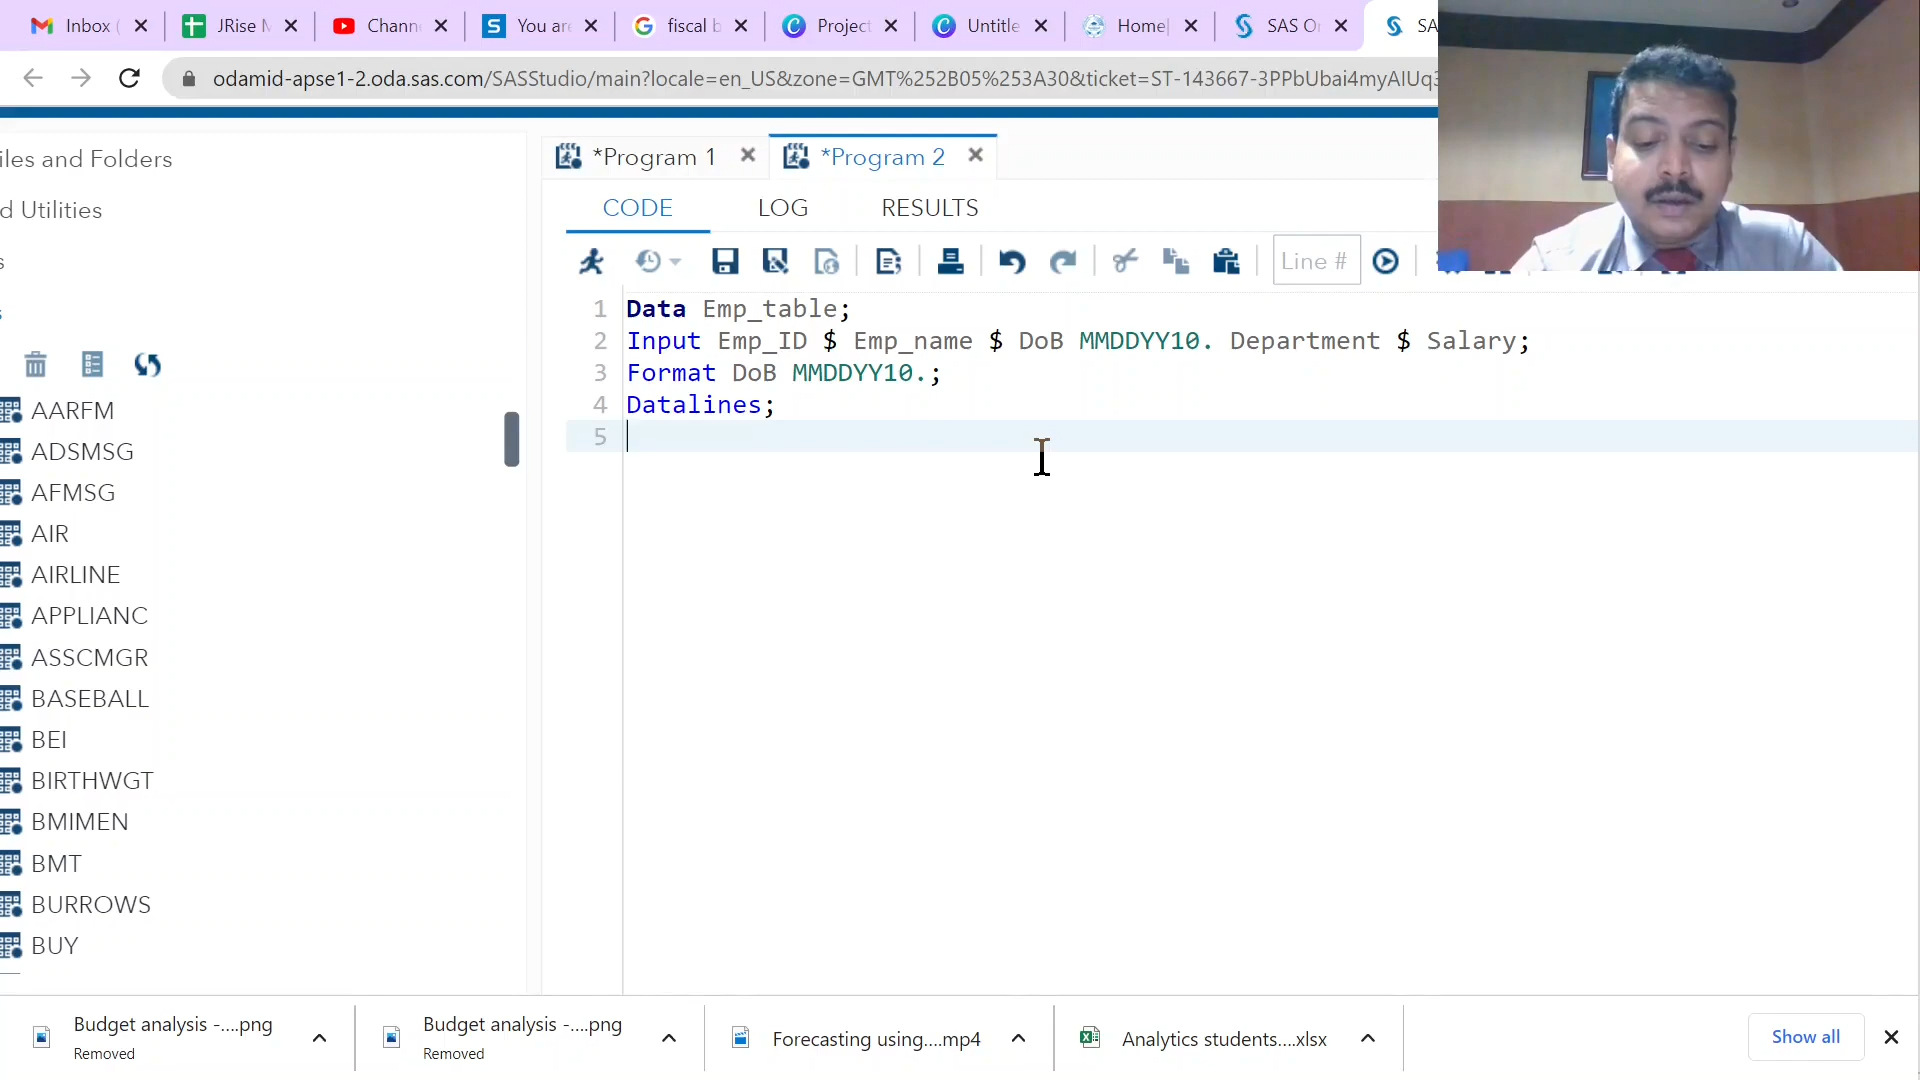 Inbox (
JRise M
Chann
You are
fiscal b
Project
Untitle
Home|
SAS O
SA
odamid-apse1-2.oda.sas.com/SASStudio/main?locale=en_US&zone=GMT%252B05%253A30&ticket=ST-143667-3PPbUbai4myAIUq3
iles and Folders
d Utilities
s
s
AARFM
ADSMSG
AFMSG
AIR
AIRLINE
APPLIANC
ASSCMGR
BASEBALL
BEI
BIRTHWGT
BMIMEN
BMT
BURROWS
BUY
*Program 1
*Program 2
CODE LOG RESULTS
Line #
1 Data Emp_table;
2 Input Emp_ID $ Emp_name $ DoB MMDDYY10. Department $ Salary;
3 Format DoB MMDDYY10.;
4 Datalines;
5
Budget analysis -....png
Removed
Budget analysis -....png
Removed
Forecasting using....mp4
Analytics students....xlsx
Show all